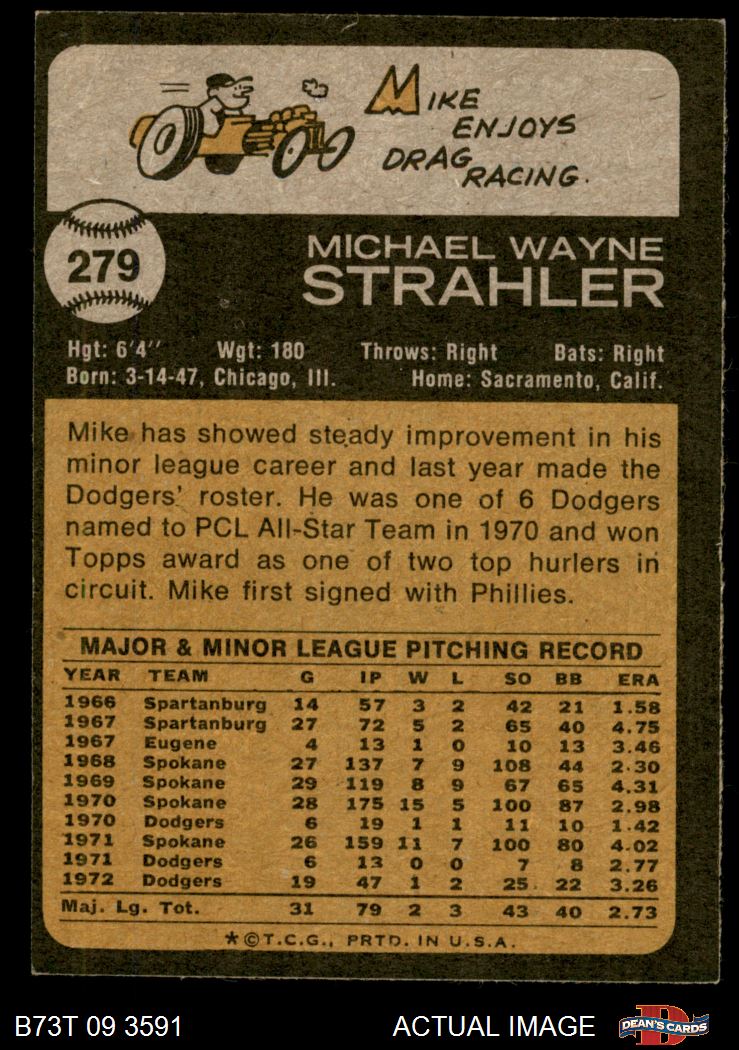 MIKE
ENJOYS
DRAG
RACING.
279
MICHAEL WAYNE
STRAHLER
Hgt: 6'4'' Wgt: 180 Throws: Right Bats: Right
Born: 3-14-47, Chicago, Ill. Home: Sacramento, Calif.
Mike has showed steady improvement in his
minor league career and last year made the
Dodgers' roster. He was one of 6 Dodgers
named to PCL All-Star Team in 1970 and won
Topps award as one of two top hurlers in
circuit. Mike first signed with Phillies.
MAJOR & MINOR LEAGUE PITCHING RECORD
YEAR TEAM G IP W L SO BB ERA
1966 Spartanburg 14 57 3 2 42 21 1.58
1967 Spartanburg 27 72 5 2 65 40 4.75
1967 Eugene 4 13 1 0 10 13 3.46
1968 Spokane 27 137 7 9 108 44 2.30
1969 Spokane 29 119 8 9 67 65 4.31
1970 Spokane 28 175 15 5 100 87 2.98
1970 Dodgers 6 19 1 1 11 10 1.42
1971 Spokane 26 159 11 7 100 80 4.02
1971 Dodgers 6 13 0 0 7 8 2.77
1972 Dodgers 19 47 1 2 25 22 3.26
Maj. Lg. Tot. 31 79 2 3 43 40 2.73
*©T.C.G., PRTD. IN U.S.A.
B73T 09 3591 ACTUAL IMAGE D DEAN'S CARDS